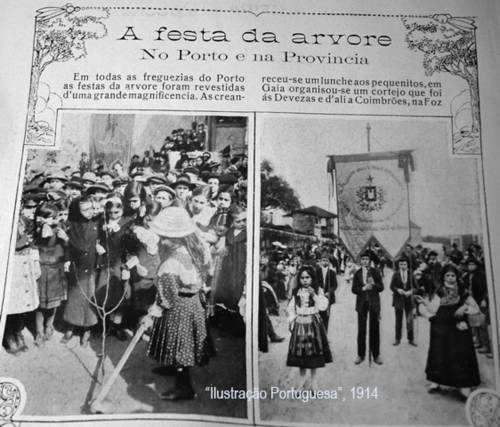 A festa da arvore
No Porto e na Provincia
Em todas as freguezias do Porto
as festas da arvore foram revestidas
d'uma grande magnificencia. As crean-
receu-se um lunche aos pequenitos, em
Gaia organisou-se um cortejo que foi
ás Devezas e d'ali a Coimbrões, na Foz
"Ilustração Portuguesa", 1914